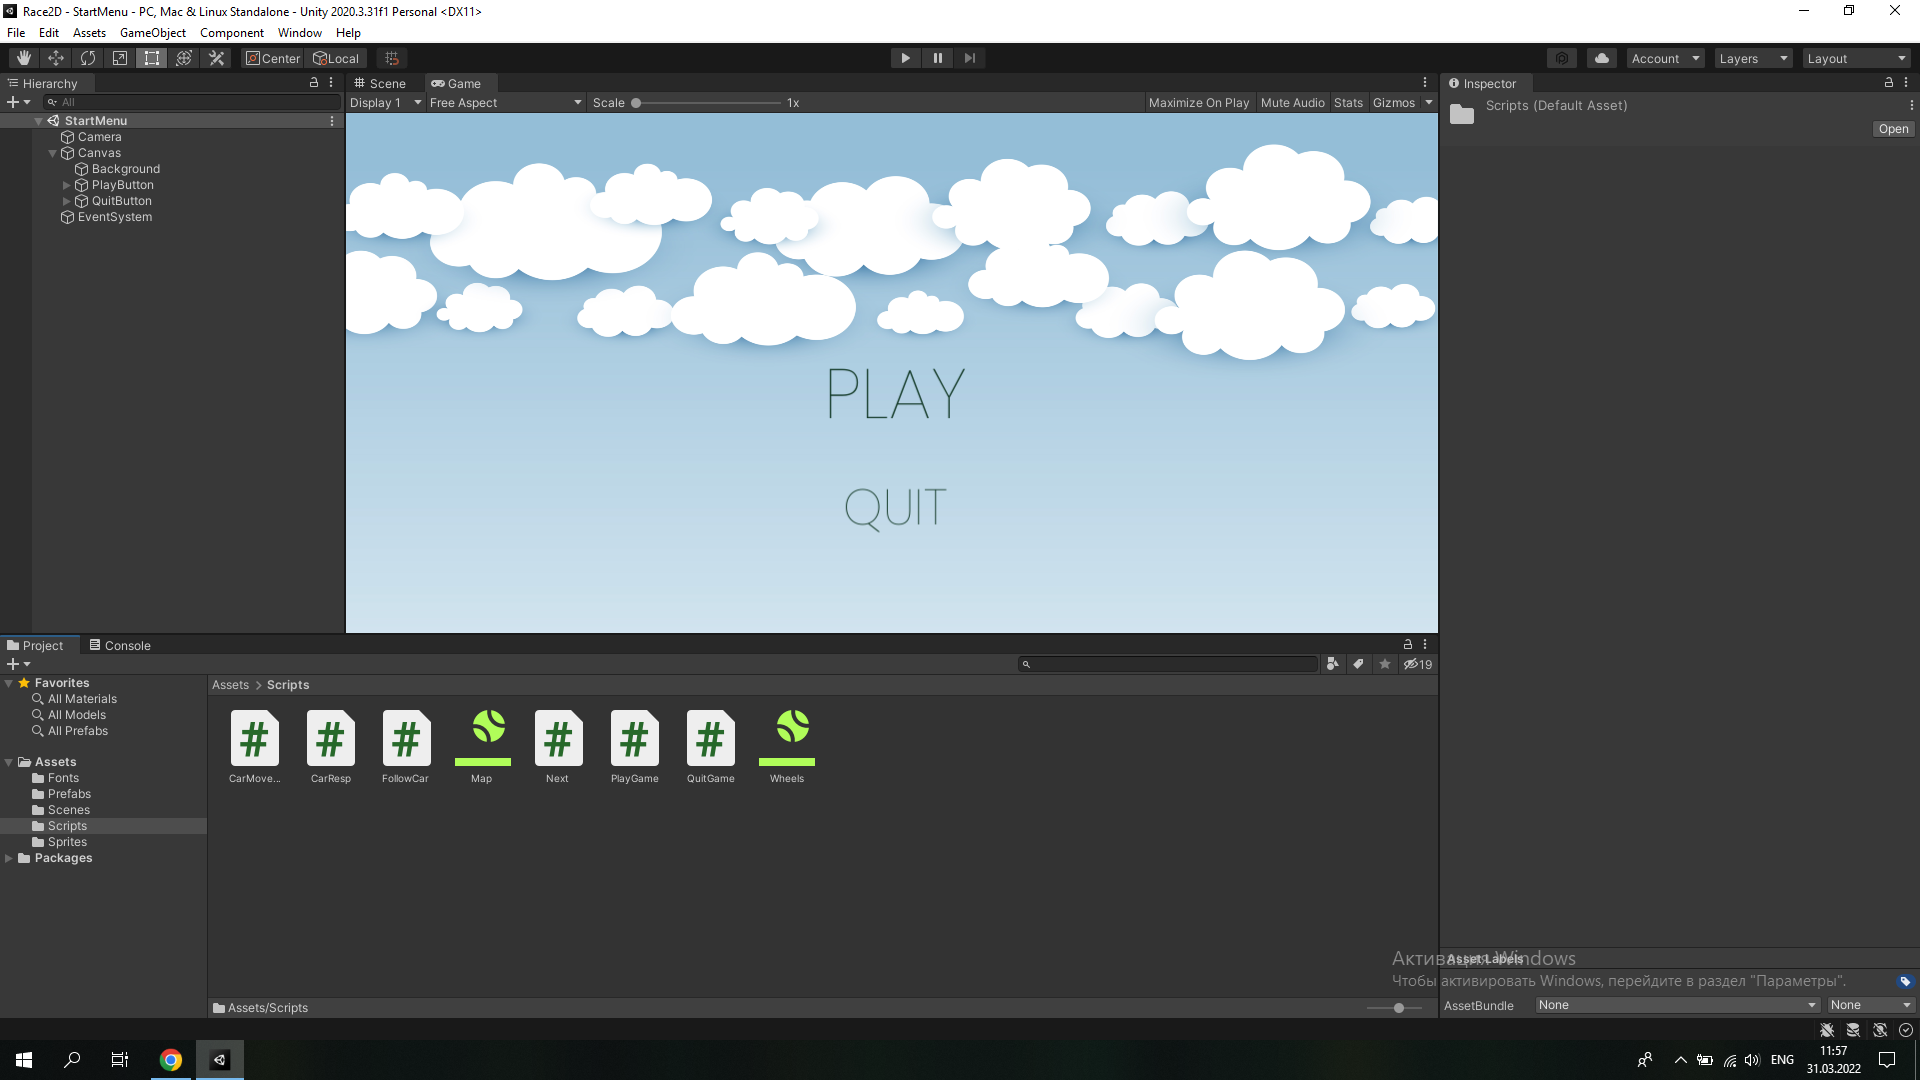 Race2D - StartMenu - PC, Mac & Linux Standalone - Unity 2020.3.31f1 Personal <DX11>
File Edit Assets GameObject Component Window Help
Center Local Account Layers Layout
Hierarchy
All
StartMenu
Camera
Canvas
Background
PlayButton
QuitButton
EventSystem
Scene Game
Display 1 Free Aspect Scale 1x Maximize On Play Mute Audio Stats Gizmos
PLAY
QUIT
Inspector
Scripts (Default Asset)
Open
Project Console
19
Favorites
All Materials
All Models
All Prefabs
Assets
Fonts
Prefabs
Scenes
Scripts
Sprites
Packages
Assets > Scripts
# # # # # #
CarMove... CarResp FollowCar Map Next PlayGame QuitGame Wheels
Assets/Scripts
Asset Labels
Активация Windows
Чтобы активировать Windows, перейдите в раздел "Параметры".
AssetBundle None None
ENG
11:57
31.03.2022